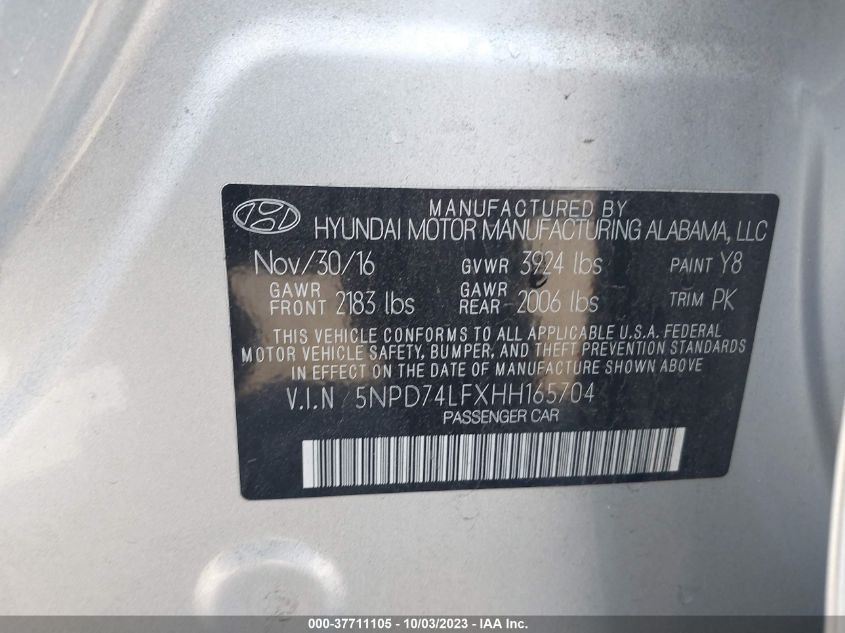 MANUFACTURED BY
HYUNDAI MOTOR MANUFACTURING ALABAMA, LLC
Nov/30/16 GVWR 3924 lbs PAINT Y8
GAWR FRONT 2183 lbs GAWR REAR 2006 lbs TRIM PK
THIS VEHICLE CONFORMS TO ALL APPLICABLE U.S.A. FEDERAL
MOTOR VEHICLE SAFETY, BUMPER, AND THEFT PREVENTION STANDARDS
IN EFFECT ON THE DATE OF MANUFACTURE SHOWN ABOVE
V.I.N / 5NPD74LFXHH165704
PASSENGER CAR
000-37711105 - 10/03/2023 - IAA Inc.